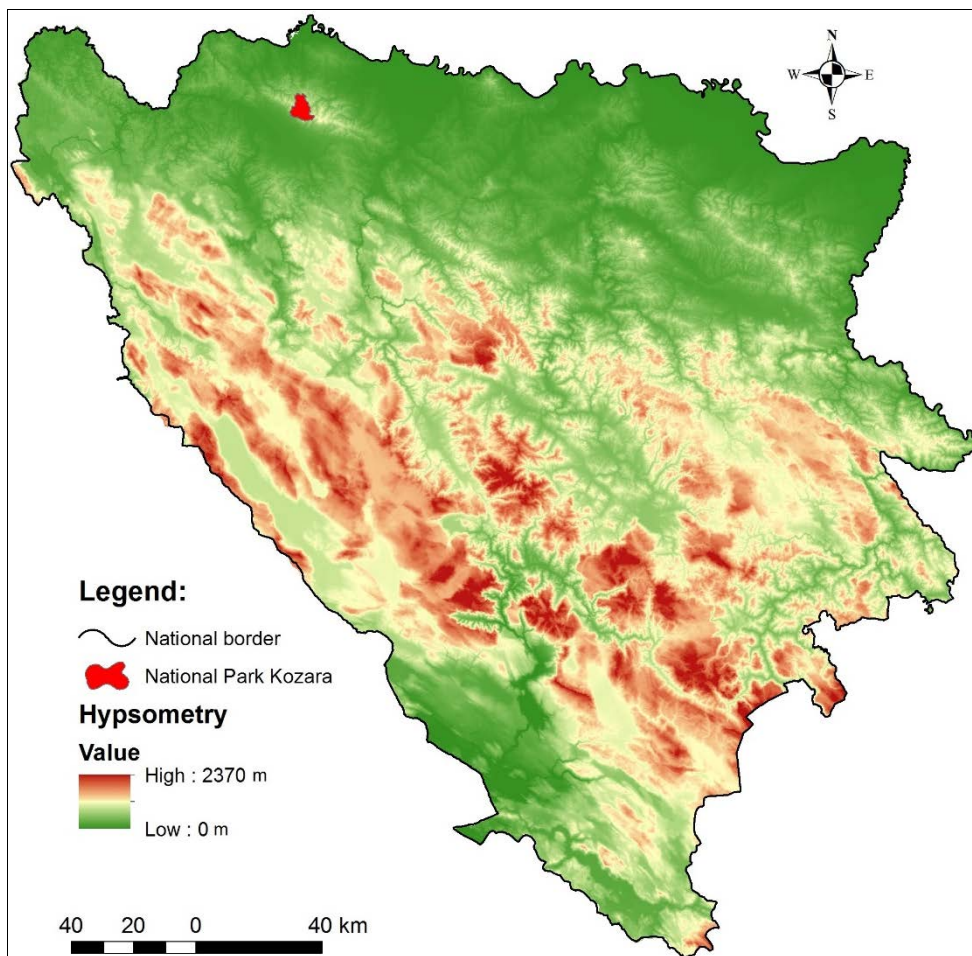 N
W E
S
Legend:
National border
National Park Kozara
Hypsometry
Value
High : 2370 m
Low : 0 m
40 20 0 40 km